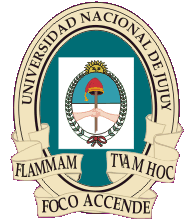 UNIVERSIDAD NACIONAL DE JUJUY
FLAMMAM TVAM HOC
FOCO ACCENDE